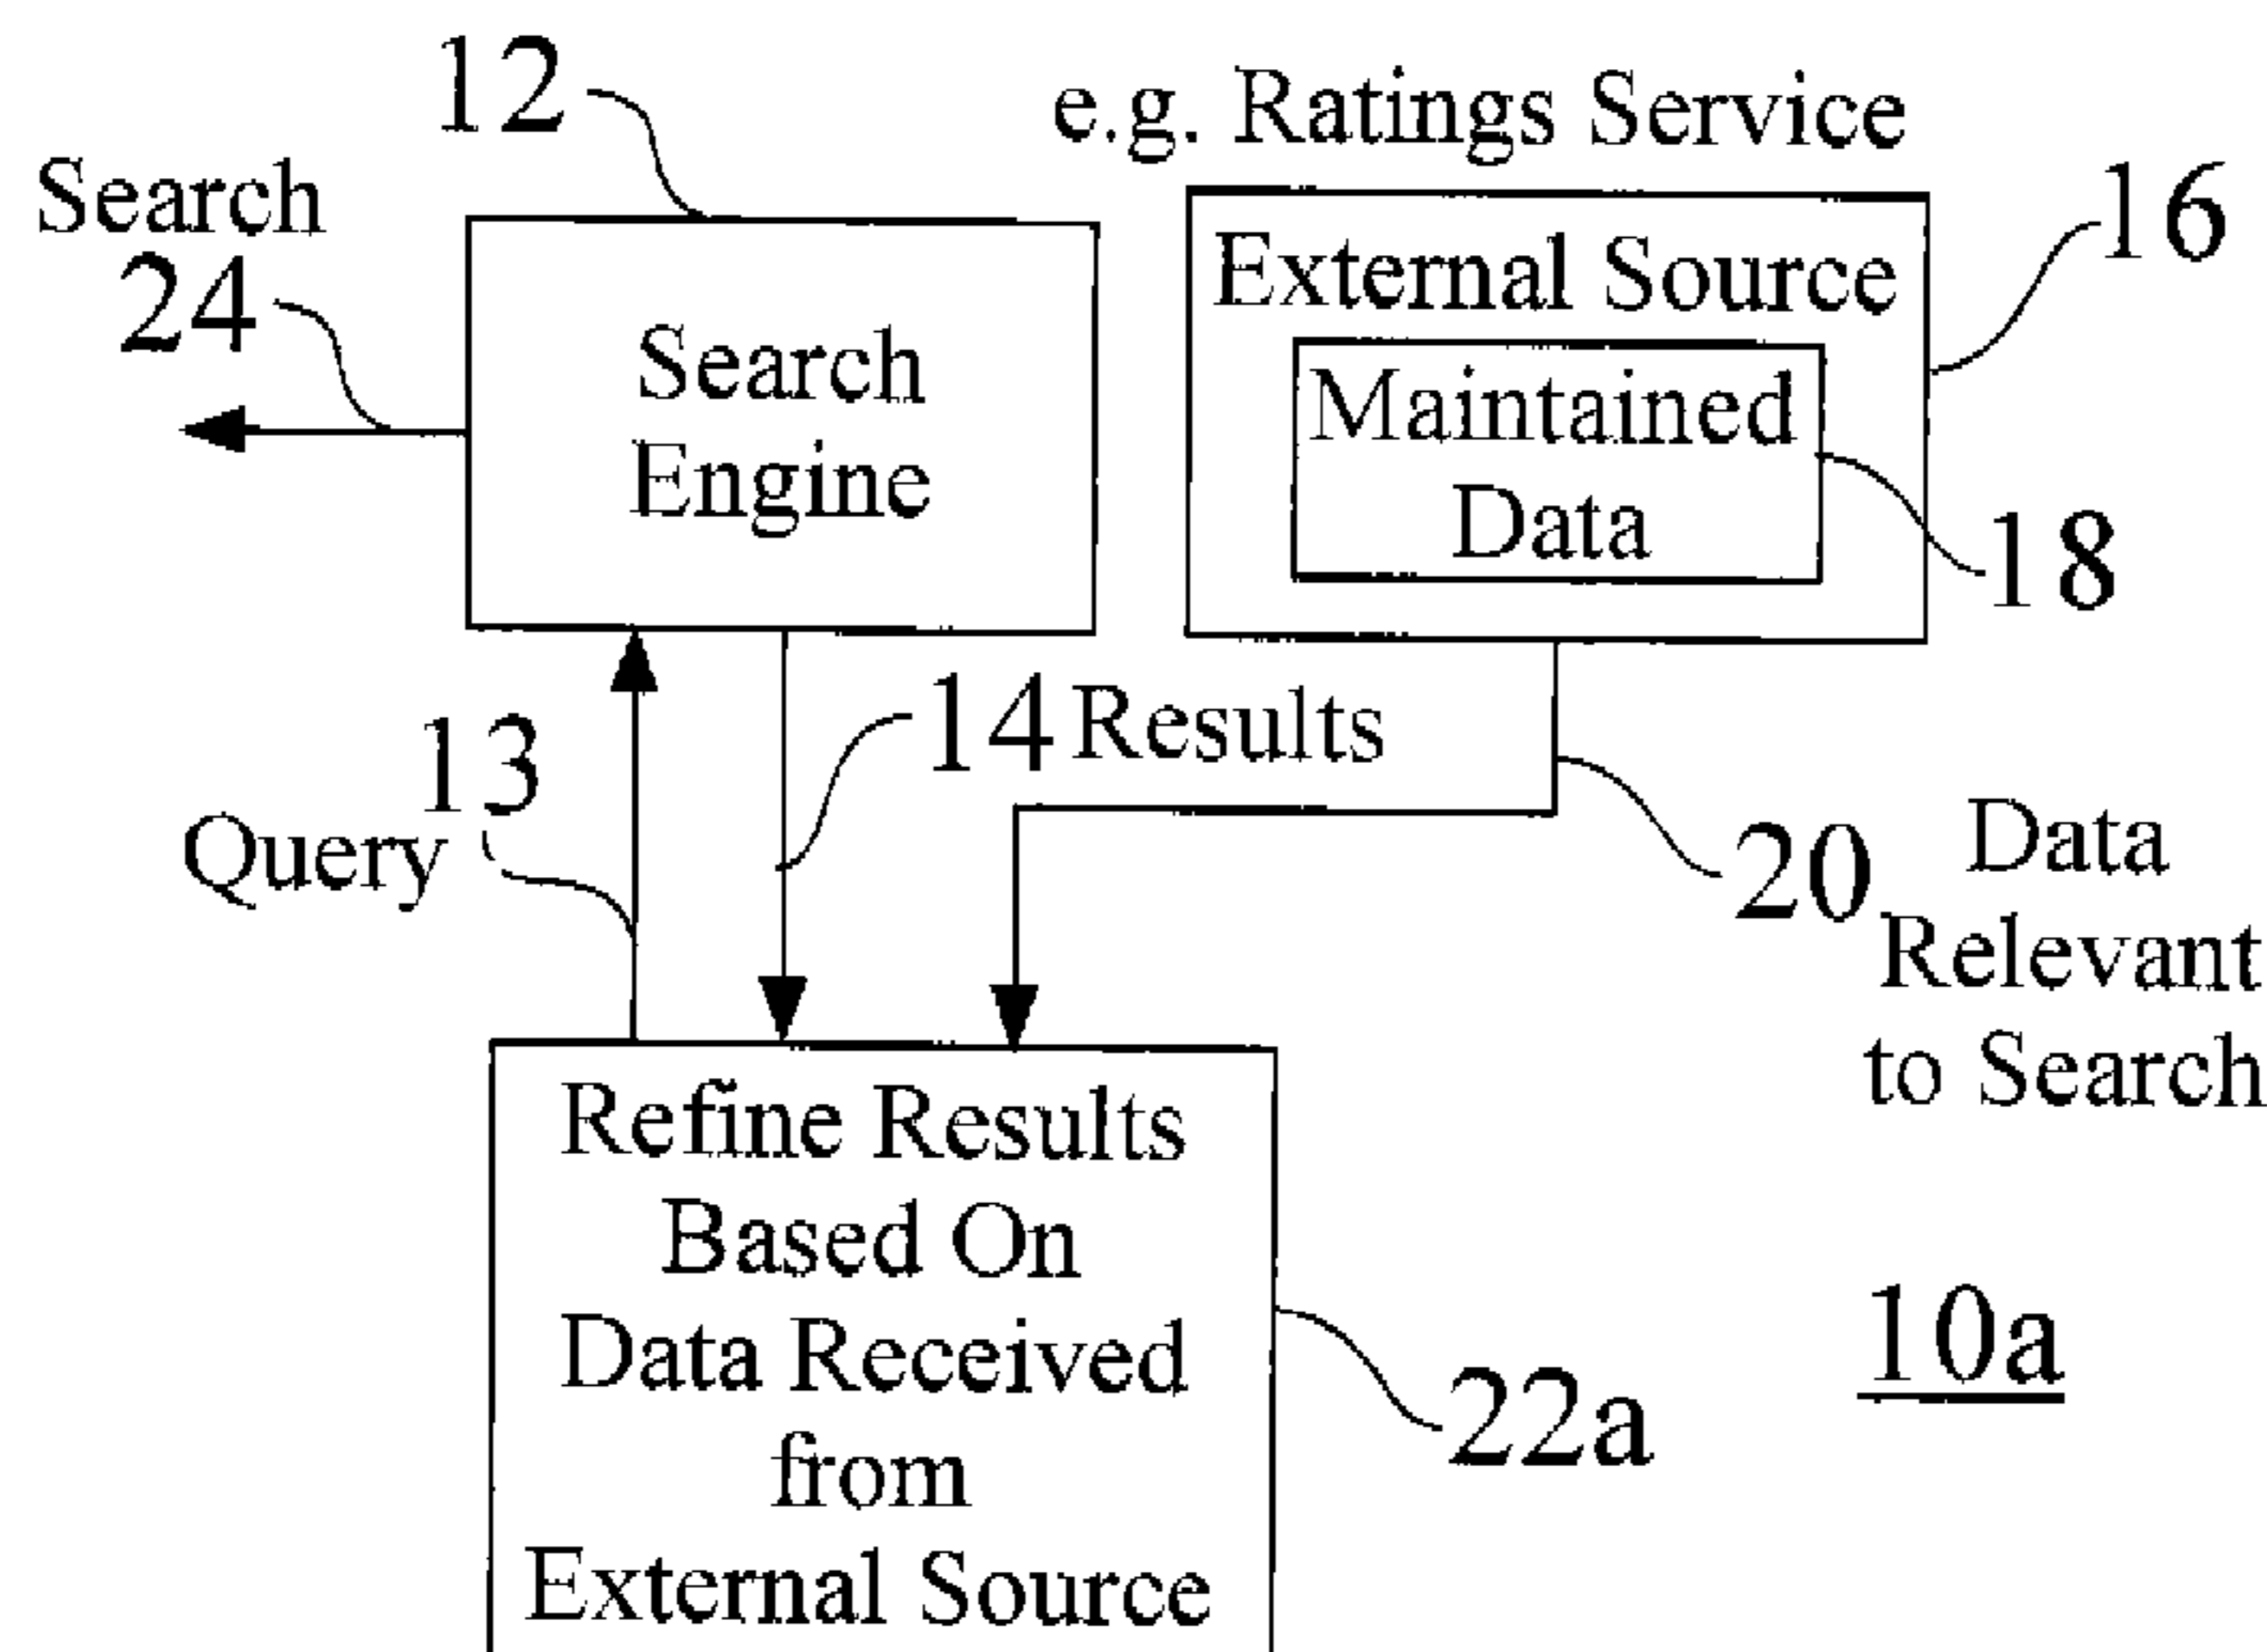 12
e.g. Ratings Service
Search
24
16
External Source
Search
Engine
Maintained
Data
18
14 Results
13
Query
20
Data
Relevant
to Search
Refine Results
Based On
Data Received
from
External Source
22a
10a